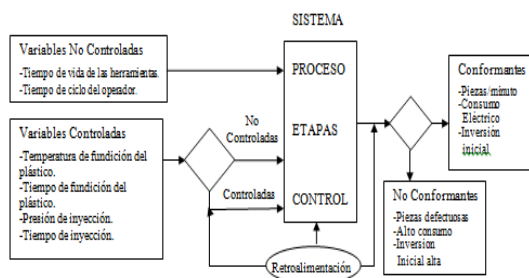 SISTEMA
Variables No Controladas
-Tiempo de vida de las herramientas.
-Tiempo de ciclo del operador.
Variables Controladas
-Temperatura de fundición del
plástico.
-Tiempo de fundición del
plástico.
-Presión de inyección.
-Tiempo de inyección.
No
Controladas
Controladas
PROCESO
ETAPAS
CONTROL
Retroalimentación
Conformantes
-Piezas/minuto
-Consumo
Eléctrico
-Inversión
inicial
No Conformantes
-Piezas defectuosas
-Alto consumo
-Inversion
Inicial alta